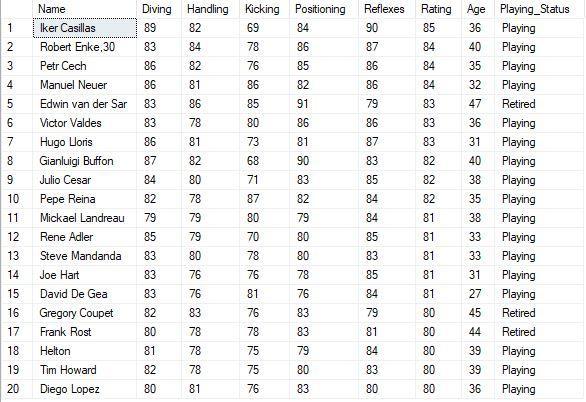 Name Diving Handling Kicking Positioning Reflexes Rating Age Playing_Status
1 Iker Casillas 89 82 69 84 90 85 36 Playing
2 Robert Enke,30 83 84 78 86 87 84 40 Playing
3 Petr Cech 86 82 76 85 86 84 35 Playing
4 Manuel Neuer 86 81 86 82 86 84 32 Playing
5 Edwin van der Sar 83 86 85 91 79 83 47 Retired
6 Victor Valdes 83 78 80 86 86 83 36 Playing
7 Hugo Lloris 86 81 73 81 87 83 31 Playing
8 Gianluigi Buffon 87 82 68 90 83 82 40 Playing
9 Julio Cesar 84 80 71 83 85 82 38 Playing
10 Pepe Reina 82 78 87 82 84 82 35 Playing
11 Mickael Landreau 79 79 80 79 84 81 38 Playing
12 Rene Adler 85 79 70 80 85 81 33 Playing
13 Steve Mandanda 83 80 78 80 83 81 33 Playing
14 Joe Hart 83 76 76 78 85 81 31 Playing
15 David De Gea 83 76 81 76 84 81 27 Playing
16 Gregory Coupet 82 83 76 83 79 80 45 Retired
17 Frank Rost 80 78 78 83 81 80 44 Retired
18 Helton 81 78 75 79 84 80 39 Playing
19 Tim Howard 82 78 75 80 83 80 39 Playing
20 Diego Lopez 80 81 76 83 80 80 36 Playing